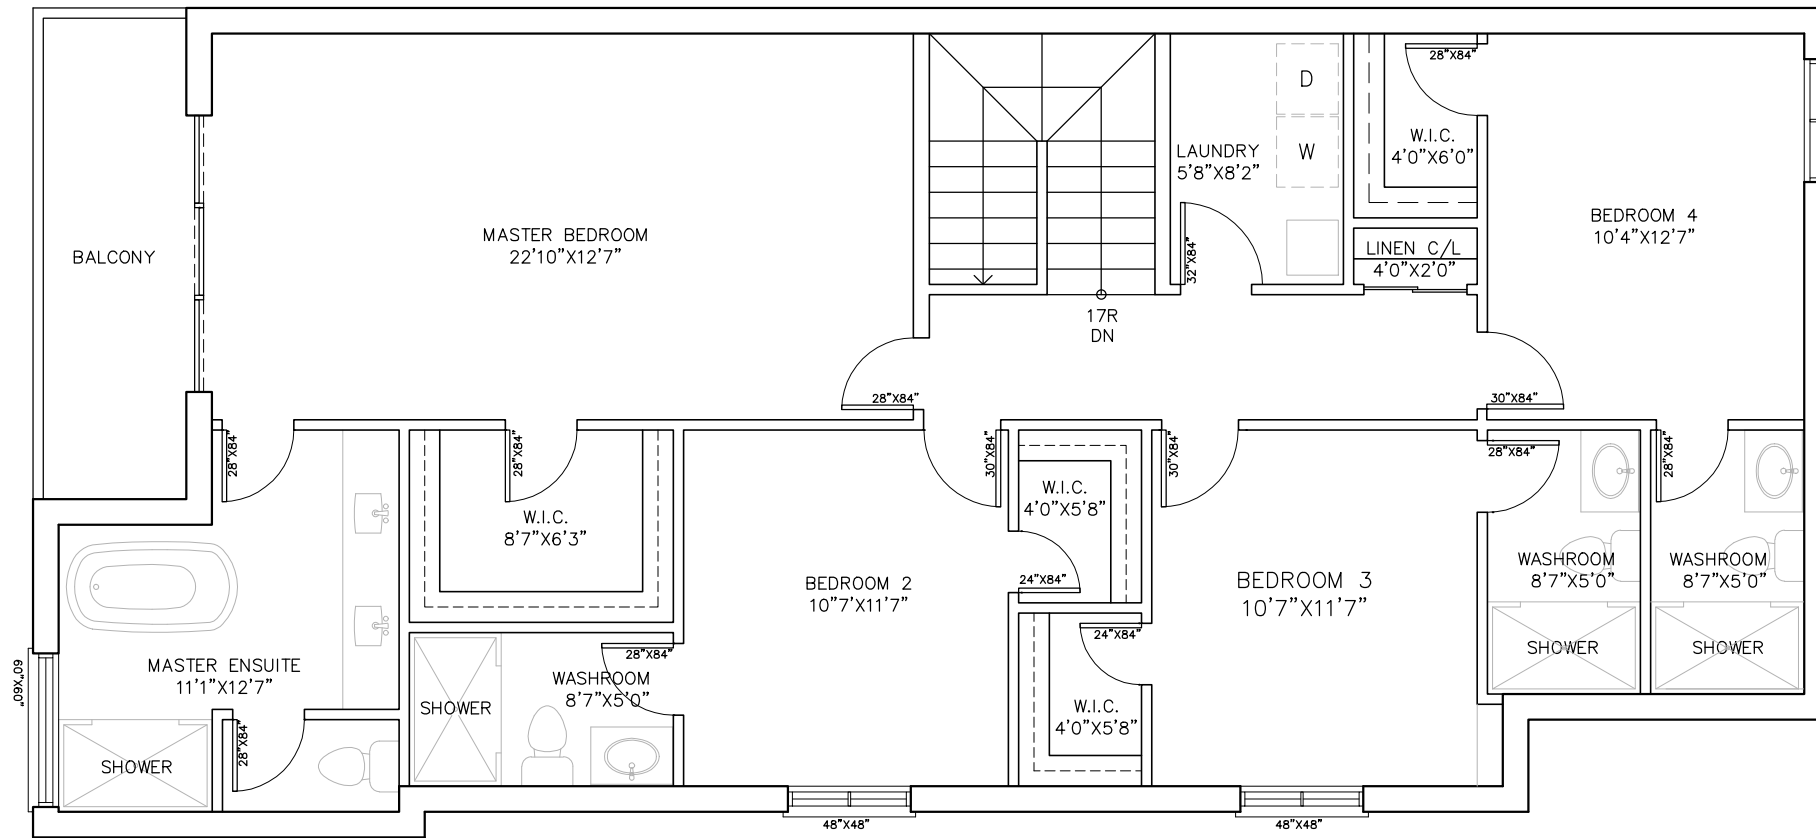 28"X84"
D
W.I.C.
4'0"X6'0"
LAUNDRY
5'8"X8'2"
W
BEDROOM 4
10'4"X12'7"
MASTER BEDROOM
22'10"X12'7"
BALCONY
LINEN C/L
4'0"X2'0"
32"X84"
17R
DN
28"X84"
30"X84"
28"X84"
28"X84"
30"X84"
30"X84"
28"X84"
28"X84"
W.I.C.
4'0"X5'8"
W.I.C.
8'7"X6'3"
WASHROOM
8'7"X5'0"
WASHROOM
8'7"X5'0"
BEDROOM 2
10"7'X11'7"
24"X84"
BEDROOM 3
10'7"X11'7"
24"X84"
SHOWER
SHOWER
28"X84"
MASTER ENSUITE
11'1"X12'7"
60"X60"
WASHROOM
8'7"X5'0"
SHOWER
W.I.C.
4'0"X5'8"
28"X84"
SHOWER
48"X48"
48"X48"